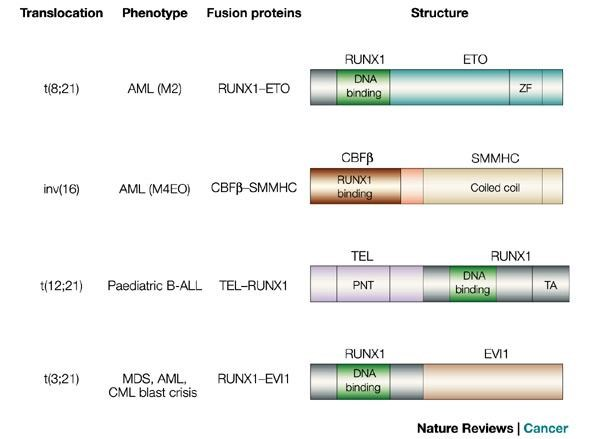 Translocation Phenotype Fusion proteins Structure
RUNX1 ETO
t(8;21) AML (M2) RUNX1–ETO DNA binding ZF
CBFβ SMMHC
inv(16) AML (M4EO) CBFβ–SMMHC RUNX1 binding Coiled coil
TEL RUNX1
t(12;21) Paediatric B-ALL TEL–RUNX1 PNT DNA binding TA
RUNX1 EVI1
t(3;21) MDS, AML, CML blast crisis RUNX1–EVI1 DNA binding
Nature Reviews | Cancer